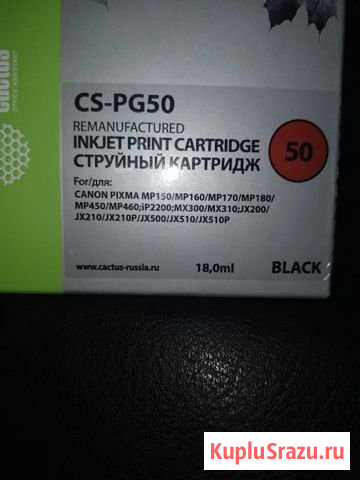 cactus
CS-PG50
REMANUFACTURED
INKJET PRINT CARTRIDGE
СТРУЙНЫЙ КАРТРИДЖ
50
For/для:
CANON PIXMA MP150/MP160/MP170/MP180/
MP450/MP460;iP2200;MX300/MX310;JX200/
JX210/JX210P/JX500/JX510/JX510P
www.cactus-russia.ru
18,0ml
BLACK
KupluSrazu.ru